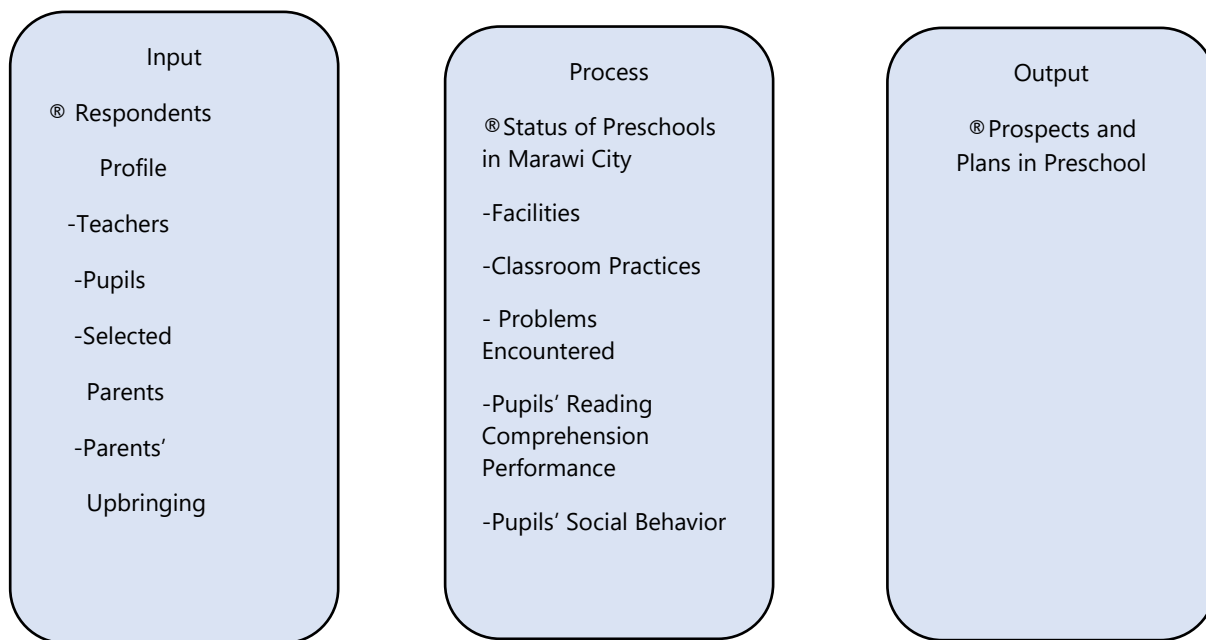 Input
® Respondents
Profile
-Teachers
-Pupils
-Selected
Parents
-Parents’
Upbringing
Process
®Status of Preschools
in Marawi City
-Facilities
-Classroom Practices
- Problems
Encountered
-Pupils’ Reading
Comprehension
Performance
-Pupils’ Social Behavior
Output
®Prospects and
Plans in Preschool